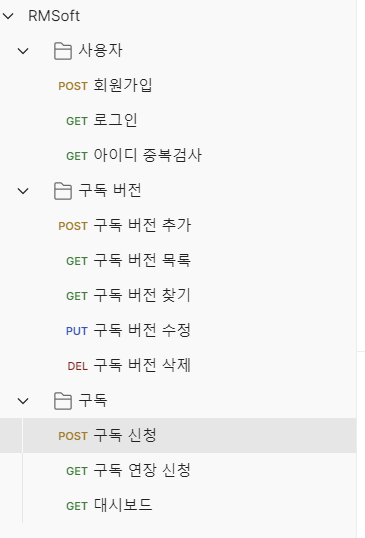 RMSoft
사용자
POST 회원가입
GET 로그인
GET 아이디 중복검사
구독 버전
POST 구독 버전 추가
GET 구독 버전 목록
GET 구독 버전 찾기
PUT 구독 버전 수정
DEL 구독 버전 삭제
구독
POST 구독 신청
GET 구독 연장 신청
GET 대시보드